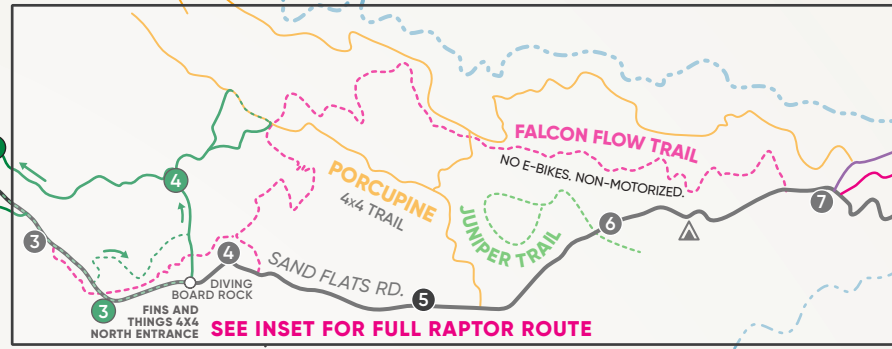 FALCON FLOW TRAIL
NO E-BIKES, NON-MOTORIZED.
PORCUPINE
4x4 TRAIL
4
JUNIPER TRAIL
7
6
3
4
SAND FLATS RD.
DIVING
BOARD ROCK
5
3
FINS AND
THINGS 4X4
NORTH ENTRANCE
SEE INSET FOR FULL RAPTOR ROUTE